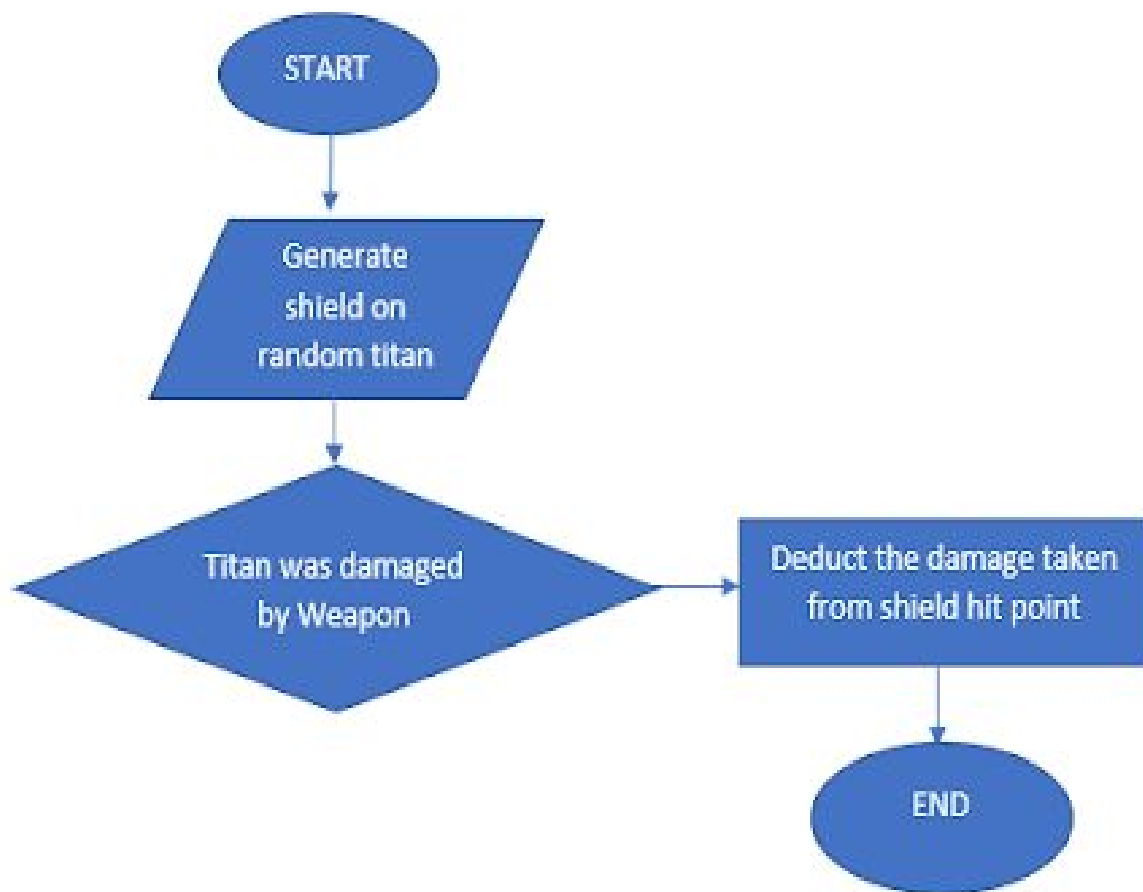 START
Generate
shield on
random titan
Titan was damaged
by Weapon
Deduct the damage taken
from shield hit point
END